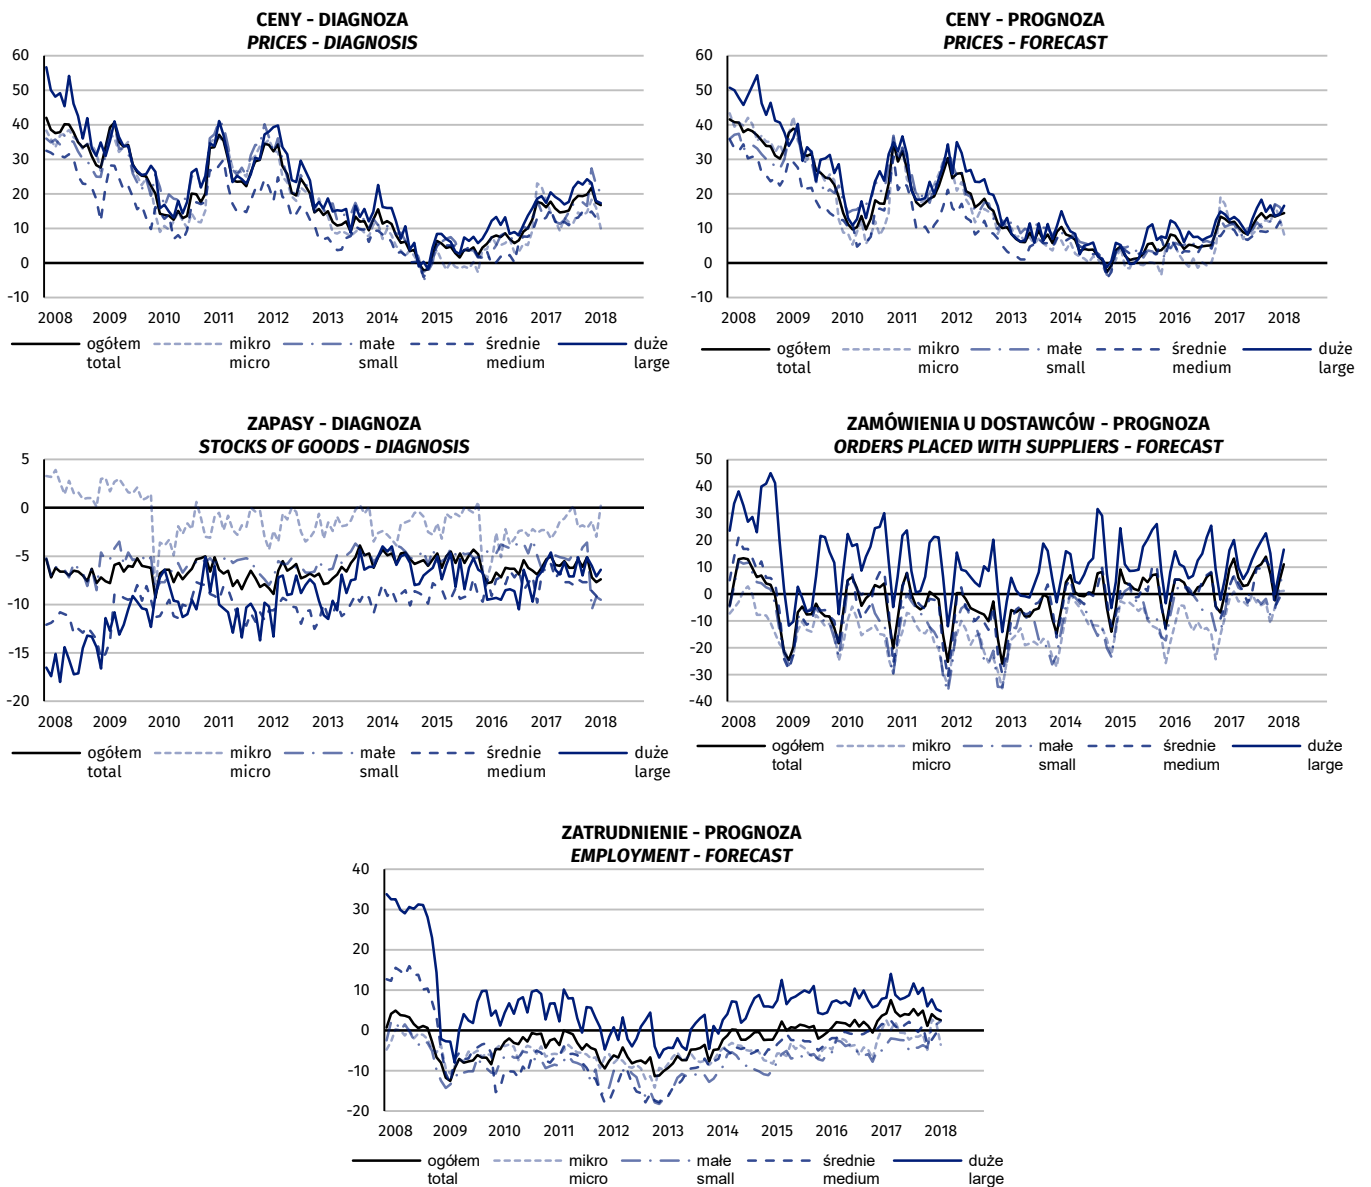 CENY - DIAGNOZA
PRICES - DIAGNOSIS
60
50
40
30
20
10
0
-10
2008 2009 2010 2011 2012 2013 2014 2015 2016 2017 2018
ogółem mikro małe średnie duże
total micro small medium large
CENY - PROGNOZA
PRICES - FORECAST
60
50
40
30
20
10
0
-10
2008 2009 2010 2011 2012 2013 2014 2015 2016 2017 2018
ogółem mikro małe średnie duże
total micro small medium large
ZAPASY - DIAGNOZA
STOCKS OF GOODS - DIAGNOSIS
5
0
-5
-10
-15
-20
2008 2009 2010 2011 2012 2013 2014 2015 2016 2017 2018
ogółem mikro małe średnie duże
total micro small medium large
ZAMÓWIENIA U DOSTAWCÓW - PROGNOZA
ORDERS PLACED WITH SUPPLIERS - FORECAST
50
40
30
20
10
0
-10
-20
-30
-40
2008 2009 2010 2011 2012 2013 2014 2015 2016 2017 2018
ogółem mikro małe średnie duże
total micro small medium large
ZATRUDNIENIE - PROGNOZA
EMPLOYMENT - FORECAST
40
30
20
10
0
-10
-20
2008 2009 2010 2011 2012 2013 2014 2015 2016 2017 2018
ogółem mikro małe średnie duże
total micro small medium large